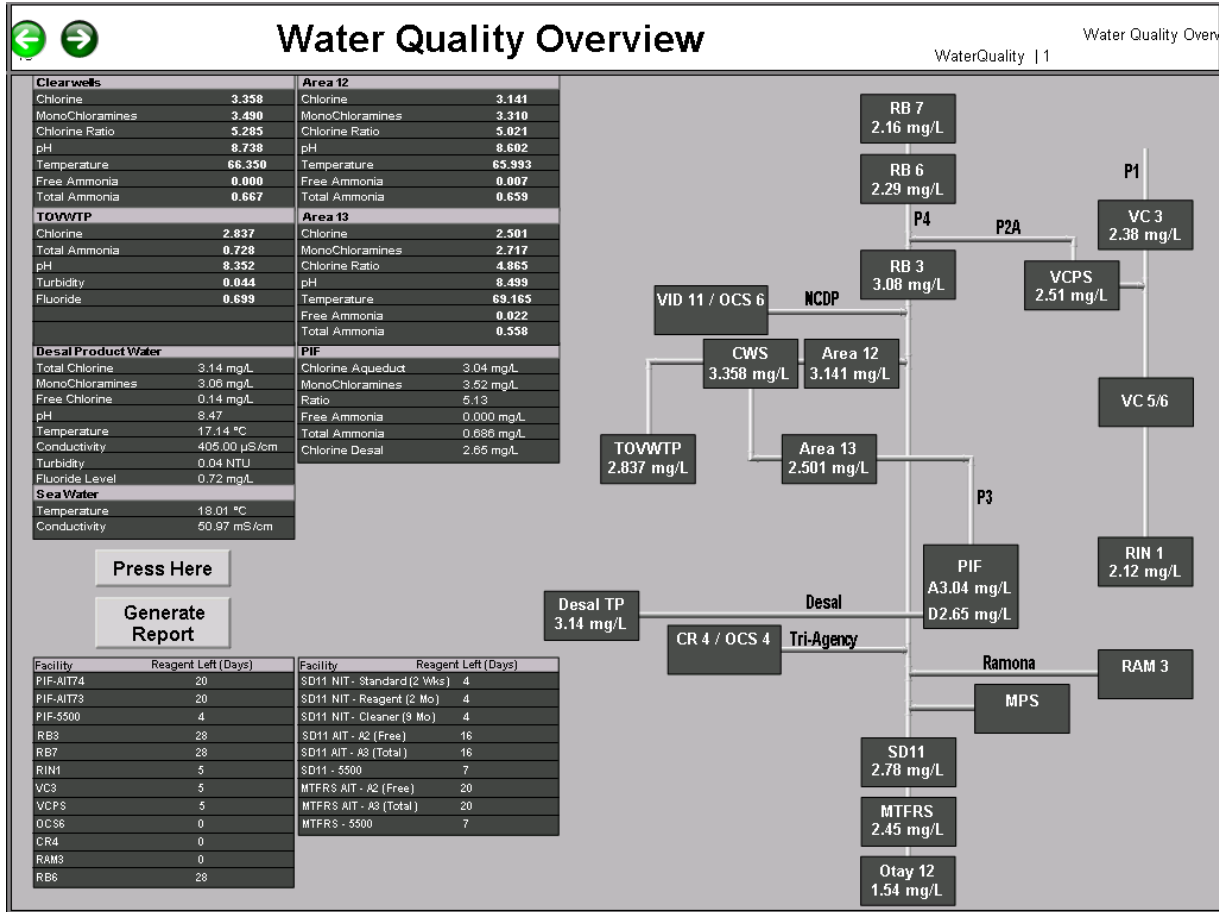 Water Quality Overview
WaterQuality | 1
Water Quality Overv
Clearwells
Chlorine 3.358
MonoChloramines 3.490
Chlorine Ratio 5.285
pH 8.738
Temperature 66.350
Free Ammonia 0.000
Total Ammonia 0.667
Area 12
Chlorine 3.141
MonoChloramines 3.310
Chlorine Ratio 5.021
pH 8.602
Temperature 65.993
Free Ammonia 0.007
Total Ammonia 0.659
TOVWTP
Chlorine 2.837
Total Ammonia 0.728
pH 8.352
Turbidity 0.044
Fluoride 0.699
Area 13
Chlorine 2.501
MonoChloramines 2.717
Chlorine Ratio 4.865
pH 8.499
Temperature 69.165
Free Ammonia 0.022
Total Ammonia 0.558
Desal Product Water
Total Chlorine 3.14 mg/L
MonoChloramines 3.06 mg/L
Free Chlorine 0.14 mg/L
pH 8.47
Temperature 17.14 °C
Conductivity 405.00 µS/cm
Turbidity 0.04 NTU
Fluoride Level 0.72 mg/L
Sea Water
Temperature 18.01 °C
Conductivity 50.97 mS/cm
PIF
Chlorine Aqueduct 3.04 mg/L
MonoChloramines 3.52 mg/L
Ratio 5.13
Free Ammonia 0.000 mg/L
Total Ammonia 0.686 mg/L
Chlorine Desal 2.65 mg/L
Press Here
Generate
Report
Facility Reagent Left (Days)
PIF-AIT74 20
PIF-AIT73 20
PIF-5500 4
RB3 28
RB7 28
RIN1 5
VC3 5
VCPS 5
OCS6 0
CR4 0
RAM3 0
RB6 28
Facility Reagent Left (Days)
SD11 NIT - Standard (2 Wks) 4
SD11 NIT - Reagent (2 Mo) 4
SD11 NIT - Cleaner (9 Mo) 4
SD11 AIT - A2 (Free) 16
SD11 AIT - A3 (Total) 16
SD11 - 5500 7
MTFRS AIT - A2 (Free) 20
MTFRS AIT - A3 (Total) 20
MTFRS - 5500 7
RB 7
2.16 mg/L
RB 6
2.29 mg/L
P4
P2A
P1
VC 3
2.38 mg/L
RB 3
3.08 mg/L
VCPS
2.51 mg/L
VID 11 / OCS 6
NCDP
CWS
3.358 mg/L
Area 12
3.141 mg/L
VC 5/6
TOVWTP
2.837 mg/L
Area 13
2.501 mg/L
P3
PIF
A3.04 mg/L
D2.65 mg/L
RIN 1
2.12 mg/L
Desal TP
3.14 mg/L
Desal
CR 4 / OCS 4
Tri-Agency
Ramona
RAM 3
MPS
SD11
2.78 mg/L
MTFRS
2.45 mg/L
Otay 12
1.54 mg/L